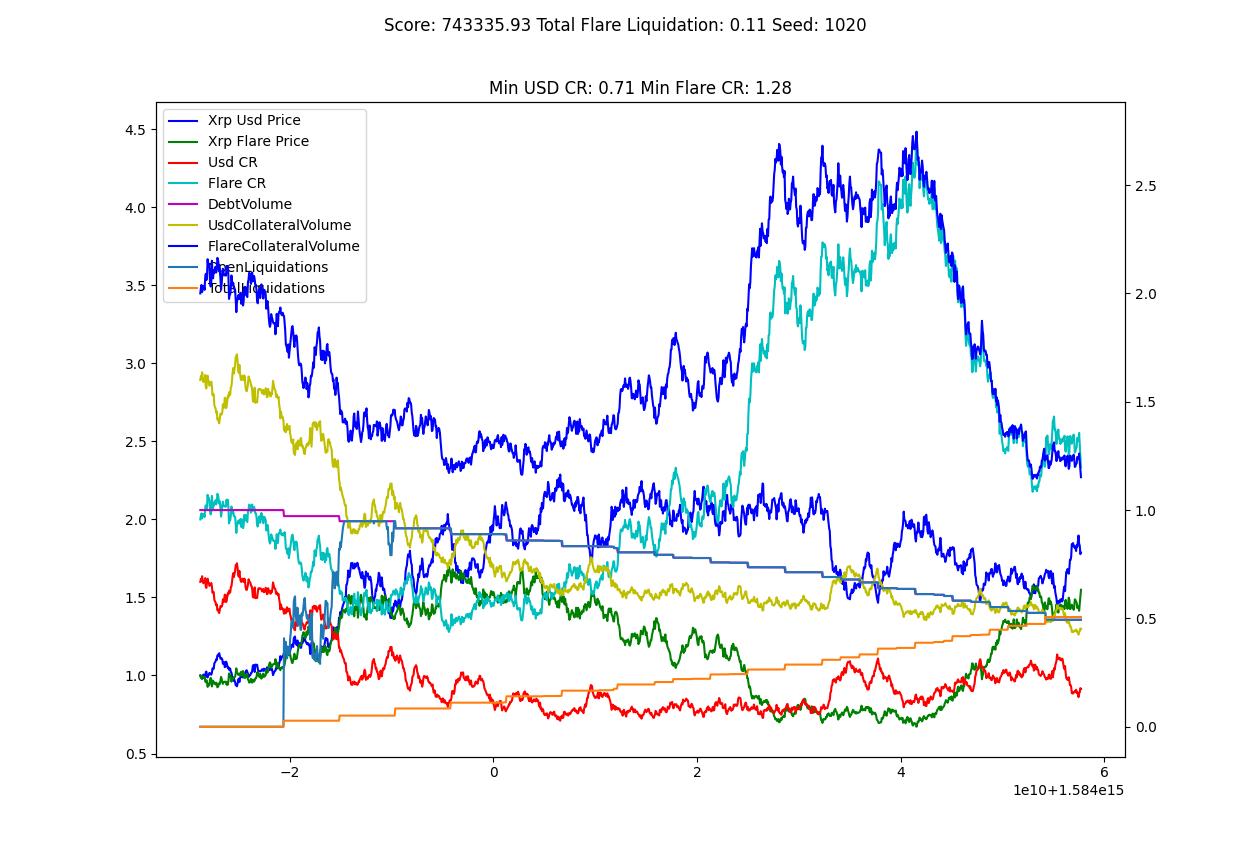 Score: 743335.93 Total Flare Liquidation: 0.11 Seed: 1020
Min USD CR: 0.71 Min Flare CR: 1.28
Xrp Usd Price
Xrp Flare Price
Usd CR
Flare CR
DebtVolume
UsdCollateralVolume
FlareCollateralVolume
OpenLiquidations
TotalLiquidations
4.5
4.0
3.5
3.0
2.5
2.0
1.5
1.0
0.5
2.5
2.0
1.5
1.0
0.5
0.0
−2 0 2 4 6
1e10+1.584e15